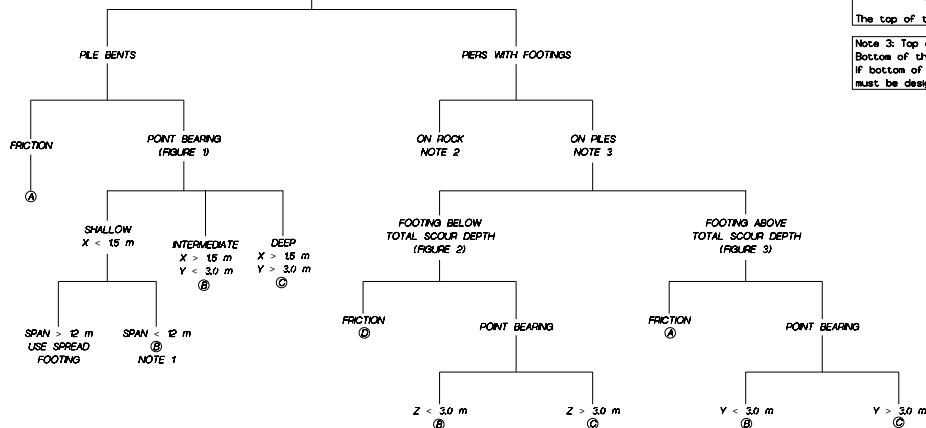 The top of t
Note 3: Top
Bottom of th
If bottom of
must be desig
PILE BENTS
PIERS WITH FOOTINGS
FRICTION
Ⓐ
POINT BEARING
(FIGURE 1)
ON ROCK
NOTE 2
ON PILES
NOTE 3
SHALLOW
X < 1.5 m
INTERMEDIATE
X > 1.5 m
Y < 3.0 m
Ⓑ
DEEP
X > 1.5 m
Y > 3.0 m
Ⓒ
FOOTING BELOW
TOTAL SCOUR DEPTH
(FIGURE 2)
FOOTING ABOVE
TOTAL SCOUR DEPTH
(FIGURE 3)
SPAN > 12 m
USE SPREAD
FOOTING
SPAN < 12 m
Ⓑ
NOTE 1
FRICTION
Ⓓ
POINT BEARING
FRICTION
Ⓐ
POINT BEARING
Z < 3.0 m
Ⓑ
Z > 3.0 m
Ⓒ
Y < 3.0 m
Ⓑ
Y > 3.0 m
Ⓒ